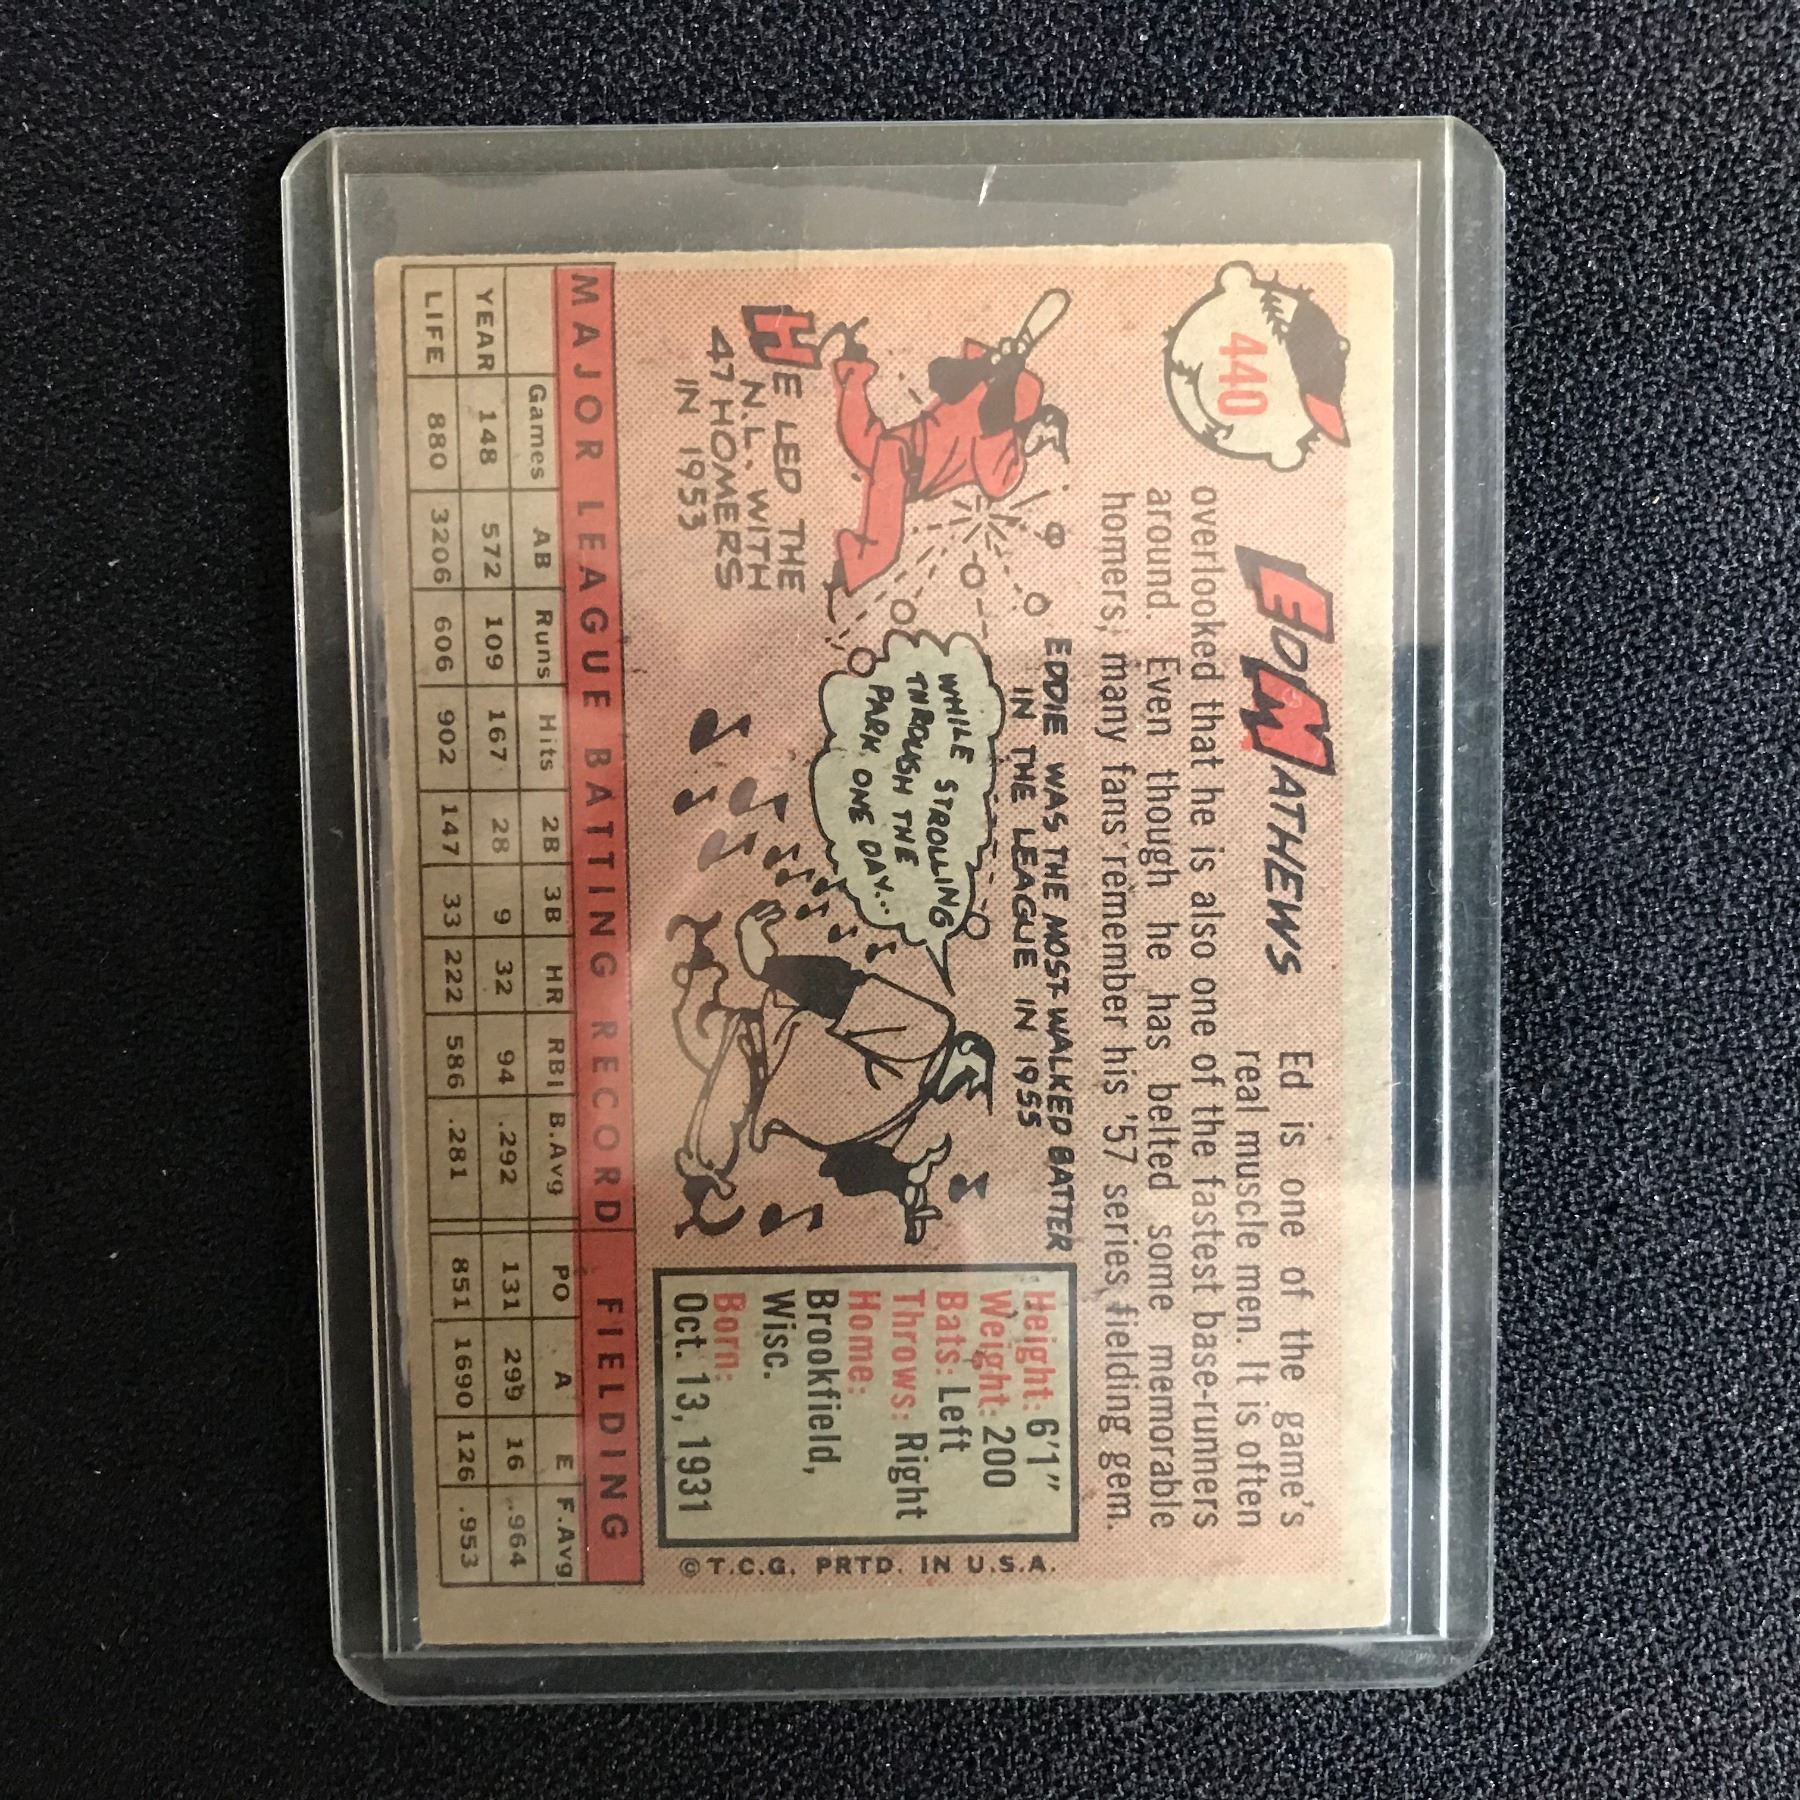 440
ED MATHEWS
Ed is one of the game's
real muscle men. It is often
overlooked that he is also one of the fastest base-runners
around. Even though he has belted some memorable
homers, many fans remember his '57 series fielding gem.
EDDIE WAS THE MOST-WALKED BATTER
IN THE LEAGUE IN 1955
HE LED THE
N.L. WITH
47 HOMERS
IN 1953
WHILE STROLLING
THROUGH THE
PARK ONE DAY...
Height: 6'1"
Weight: 200
Bats: Left
Throws: Right
Home:
Brookfield,
Wisc.
Born:
Oct. 13, 1931
© T.C.G. PRTD. IN U.S.A.
MAJOR LEAGUE BATTING RECORD FIELDING
Games AB Runs Hits 2B 3B HR RBI B.Avg PO A E F.Avg
YEAR 148 572 109 167 28 9 32 94 .292 131 299 16 .964
LIFE 880 3206 606 902 147 33 222 586 .281 851 1690 126 .953